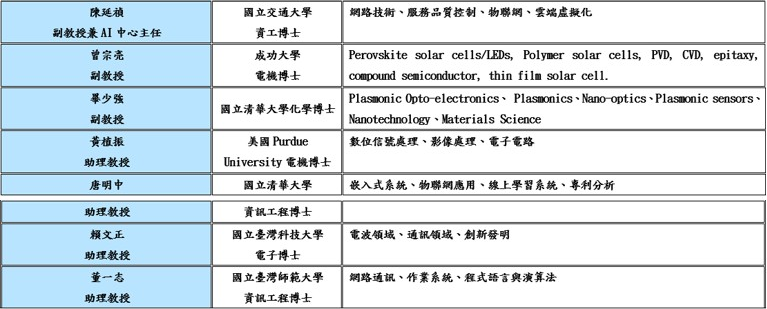 陳延禎 國立交通大學 網路技術、服務品質控制、物聯網、雲端虛擬化
副教授兼 AI 中心主任 資工博士
曾宗亮 成功大學 Perovskite solar cells/LEDs, Polymer solar cells, PVD, CVD, epitaxy,
副教授 電機博士 compound semiconductor, thin film solar cell.
畢少強 國立清華大學化學博士 Plasmonic Opto-electronics、 Plasmonics、Nano-optics、Plasmonic sensors、
副教授 Nanotechnology、Materials Science
黃植振 美國 Purdue 數位信號處理、影像處理、電子電路
助理教授 University 電機博士
唐明中 國立清華大學 嵌入式系統、物聯網應用、線上學習系統、專利分析
助理教授 資訊工程博士
賴文正 國立臺灣科技大學 電波領域、通訊領域、創新發明
助理教授 電子博士
董一志 國立臺灣師範大學 網路通訊、作業系統、程式語言與演算法
助理教授 資訊工程博士